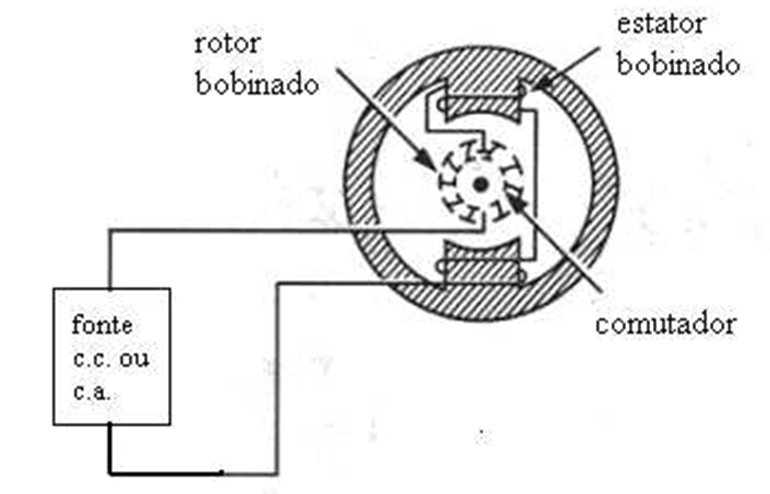 rotor
bobinado
estator
bobinado
comutador
fonte
c.c. ou
c.a.